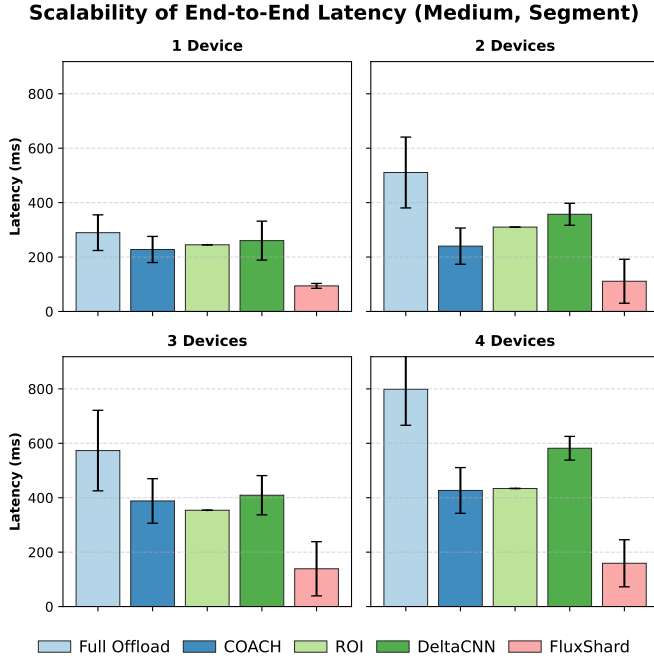 Scalability of End-to-End Latency (Medium, Segment)
1 Device
2 Devices
Latency (ms)
800
600
400
200
0
3 Devices
4 Devices
Latency (ms)
800
600
400
200
0
Full Offload COACH ROI DeltaCNN FluxShard